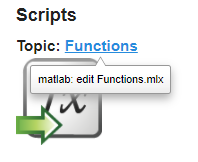 Scripts
Topic: Functions
matlab: edit Functions.mlx